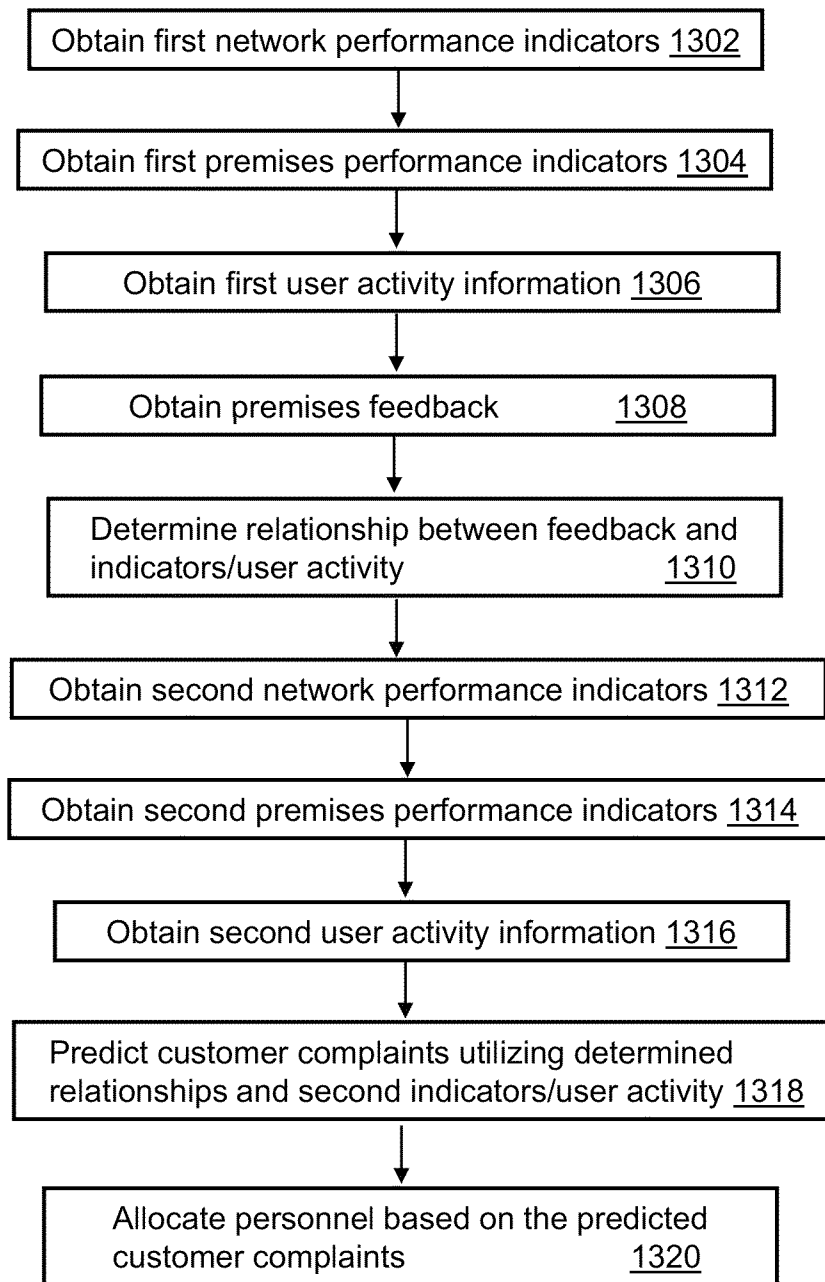 Obtain first network performance indicators 1302
Obtain first premises performance indicators 1304
Obtain first user activity information 1306
Obtain premises feedback 1308
Determine relationship between feedback and
indicators/user activity 1310
Obtain second network performance indicators 1312
Obtain second premises performance indicators 1314
Obtain second user activity information 1316
Predict customer complaints utilizing determined
relationships and second indicators/user activity 1318
Allocate personnel based on the predicted
customer complaints 1320